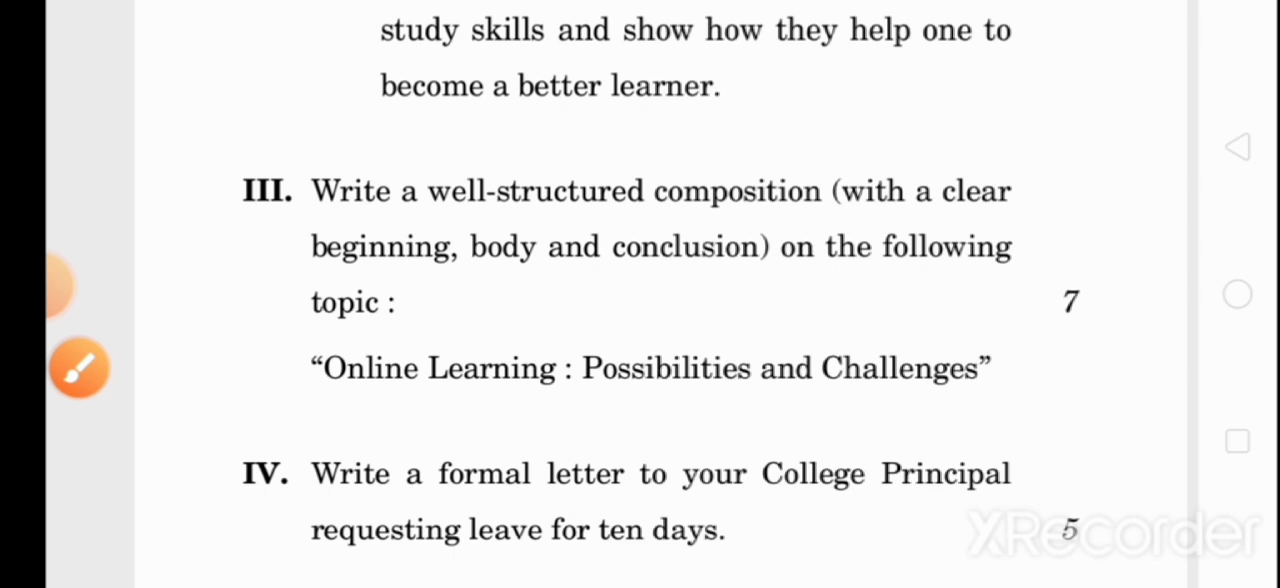 study skills and show how they help one to
become a better learner.
III. Write a well-structured composition (with a clear
beginning, body and conclusion) on the following
topic : 7
“Online Learning : Possibilities and Challenges”
IV. Write a formal letter to your College Principal
requesting leave for ten days. 5
XRecorder